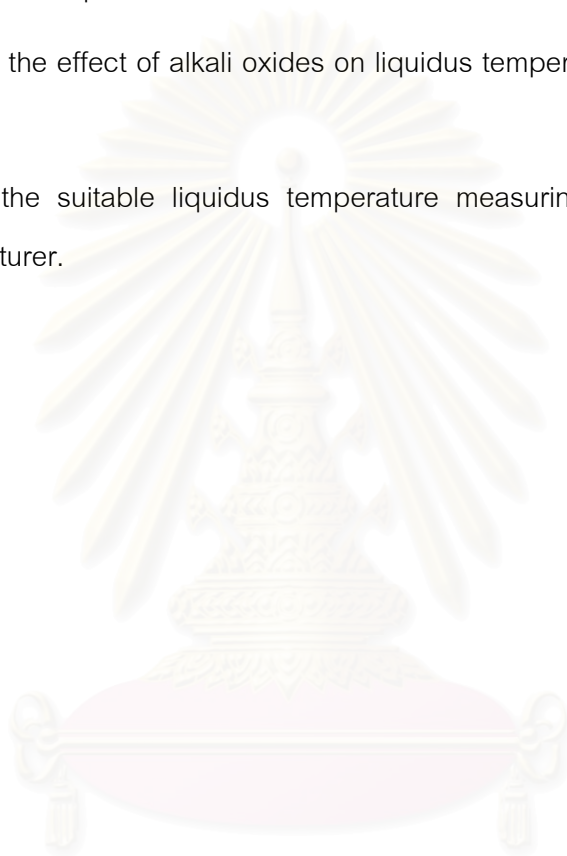 the effect of alkali oxides on liquidus temper
the suitable liquidus temperature measurin
turer.